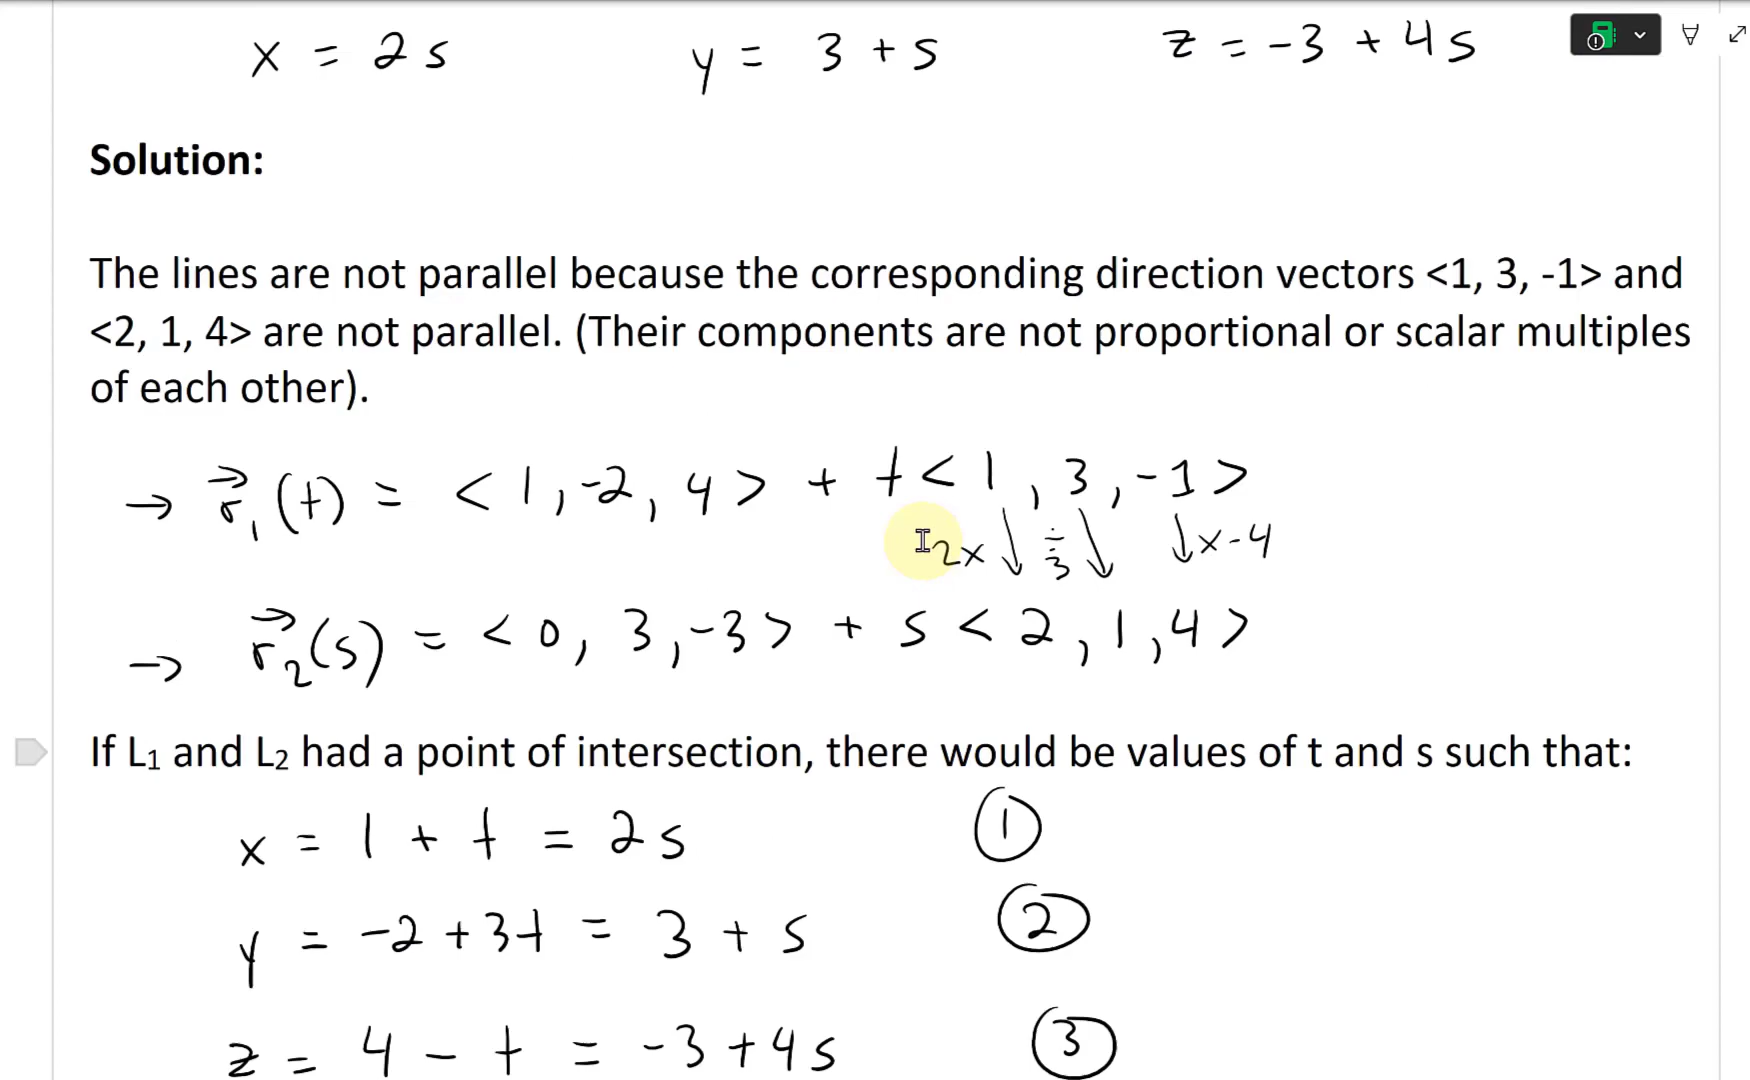 x = 2s y = 3 + s z = -3 + 4s
Solution:
The lines are not parallel because the corresponding direction vectors <1, 3, -1> and
<2, 1, 4> are not parallel. (Their components are not proportional or scalar multiples
of each other).
→ r⃗₁(t) = <1, -2, 4> + t<1, 3, -1>
2x ↓ ÷3 ↓ ↓x-4
→ r⃗₂(s) = <0, 3, -3> + s<2, 1, 4>
If L₁ and L₂ had a point of intersection, there would be values of t and s such that:
x = 1 + t = 2s ①
y = -2 + 3t = 3 + s ②
z = 4 - t = -3 + 4s ③